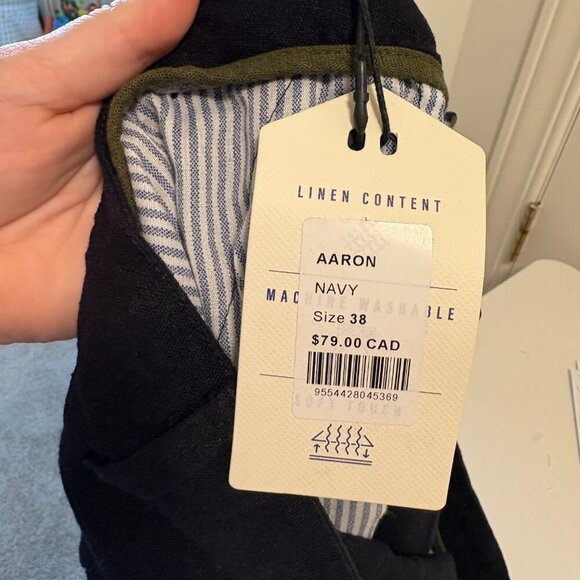 LINEN CONTENT
AARON
NAVY
MACHINE WASHABLE
Size 38
$79.00 CAD
9554428045369
SOFT TOUCH